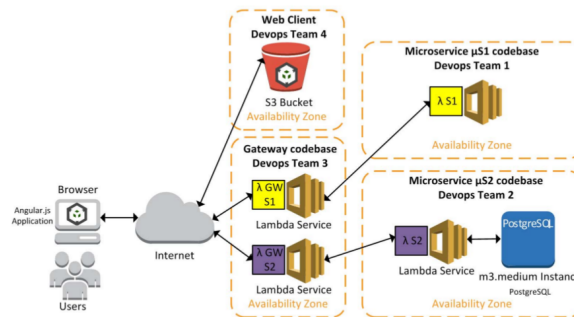 Web Client
Devops Team 4
S3 Bucket
Availability Zone
Microservice µS1 codebase
Devops Team 1
λ S1
Availability Zone
Gateway codebase
Devops Team 3
λ GW
S1
Lambda Service
λ GW
S2
Lambda Service
Availability Zone
Microservice µS2 codebase
Devops Team 2
λ S2
Lambda Service
PostgreSQL
m3.medium Instanc
PostgreSQL
Availability Zone
Browser
Angular.js
Application
Internet
Users